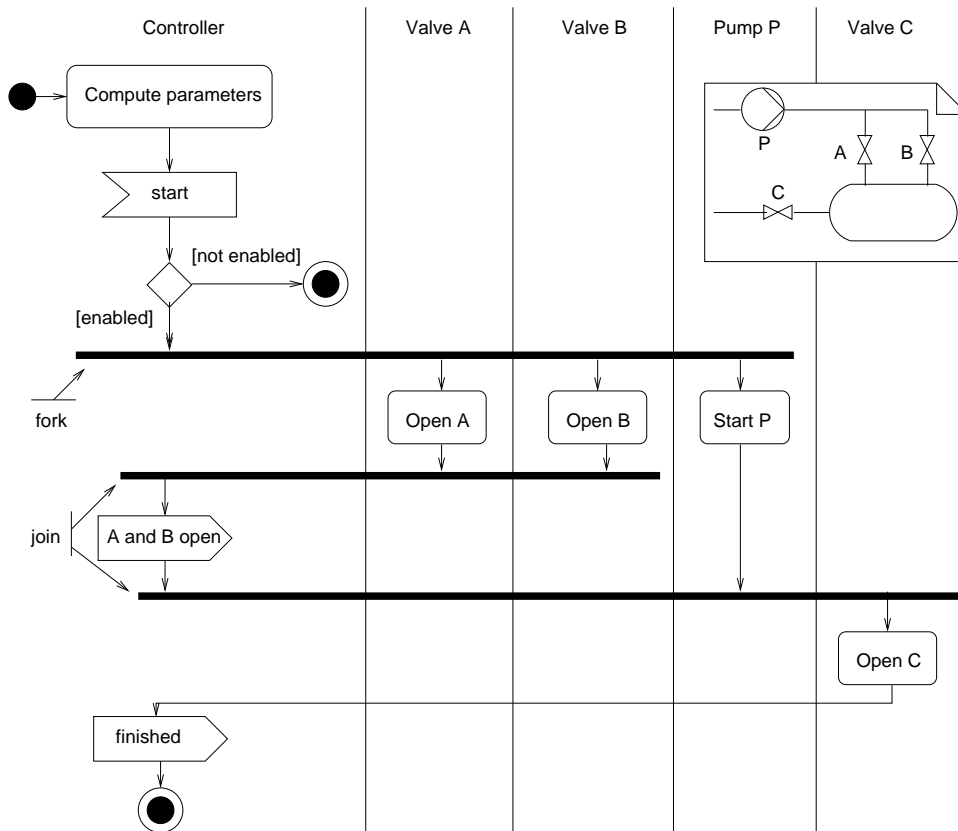 Controller
Valve A
Valve B
Pump P
Valve C
Compute parameters
P
A
B
start
C
[not enabled]
[enabled]
fork
Open A
Open B
Start P
join
A and B open
Open C
finished